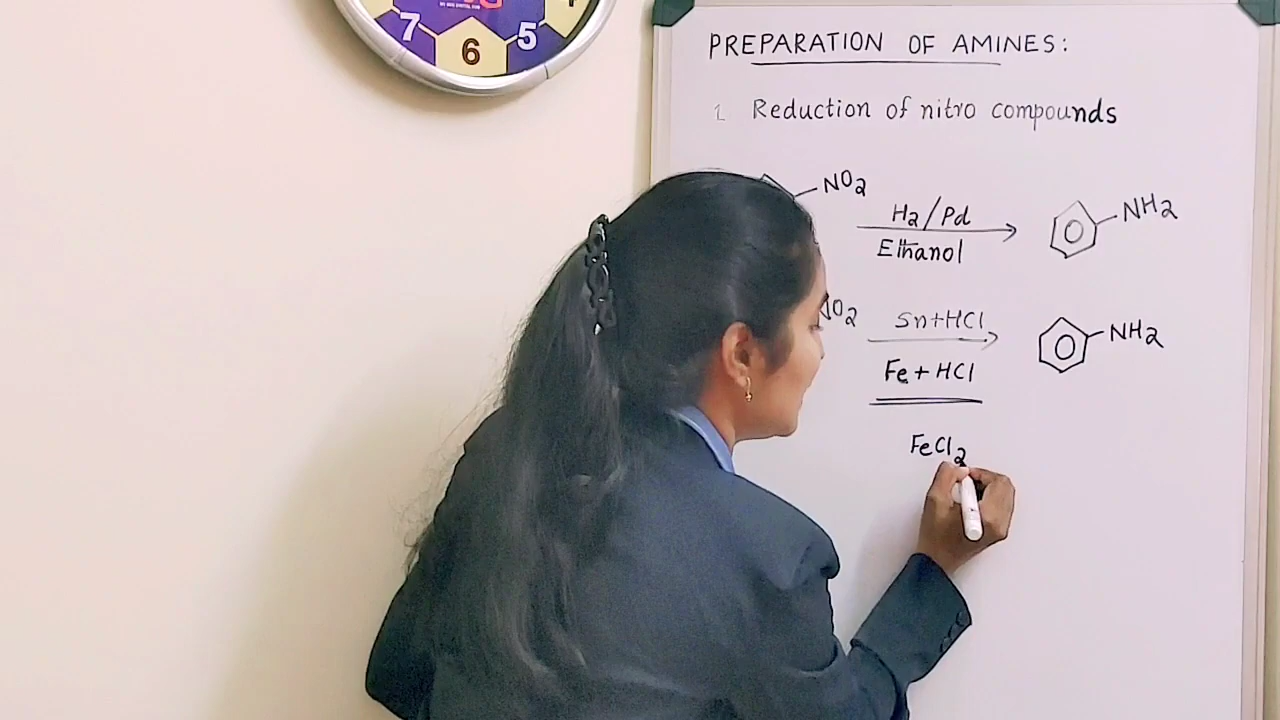 7 6 5
PREPARATION OF AMINES:
1 Reduction of nitro compounds
NO2 H2/Pd NH2
Ethanol
NO2 Sn+HCl NH2
Fe + HCl
FeCl2